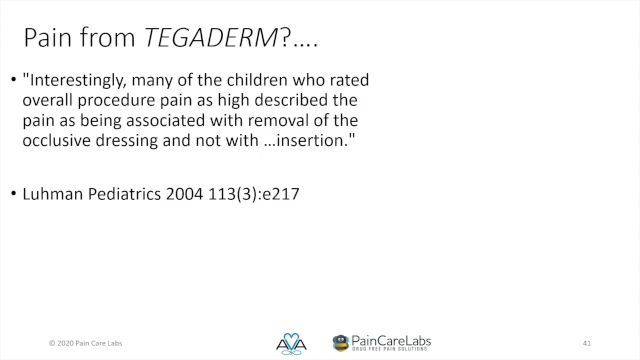 Pain from TEGADERM?....
• "Interestingly, many of the children who rated
overall procedure pain as high described the
pain as being associated with removal of the
occlusive dressing and not with …insertion."
• Luhman Pediatrics 2004 113(3):e217
© 2020 Pain Care Labs
AVA
PainCareLabs
DRUG FREE PAIN SOLUTIONS
41